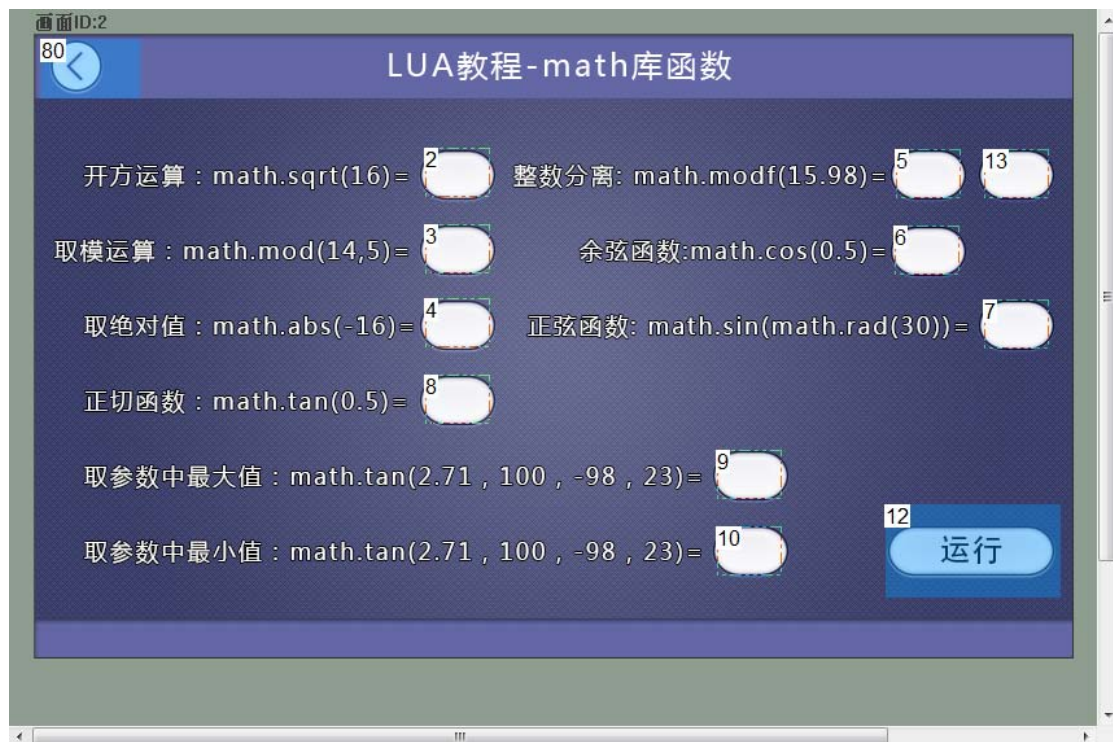 画面ID:2
80
LUA教程-math库函数
开方运算：math.sqrt(16)= 2 整数分离: math.modf(15.98)= 5 13
取模运算：math.mod(14,5)= 3 余弦函数:math.cos(0.5)= 6
取绝对值：math.abs(-16)= 4 正弦函数: math.sin(math.rad(30))= 7
正切函数：math.tan(0.5)= 8
取参数中最大值：math.tan(2.71 , 100 , -98 , 23)= 9
12
取参数中最小值：math.tan(2.71 , 100 , -98 , 23)= 10 运行